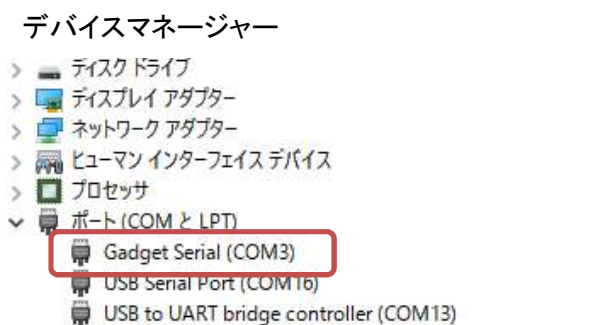 デバイスマネージャー
ディスク ドライブ
ディスプレイ アダプター
ネットワーク アダプター
ヒューマン インターフェイス デバイス
プロセッサ
ポート (COM と LPT)
Gadget Serial (COM3)
USB Serial Port (COM16)
USB to UART bridge controller (COM13)